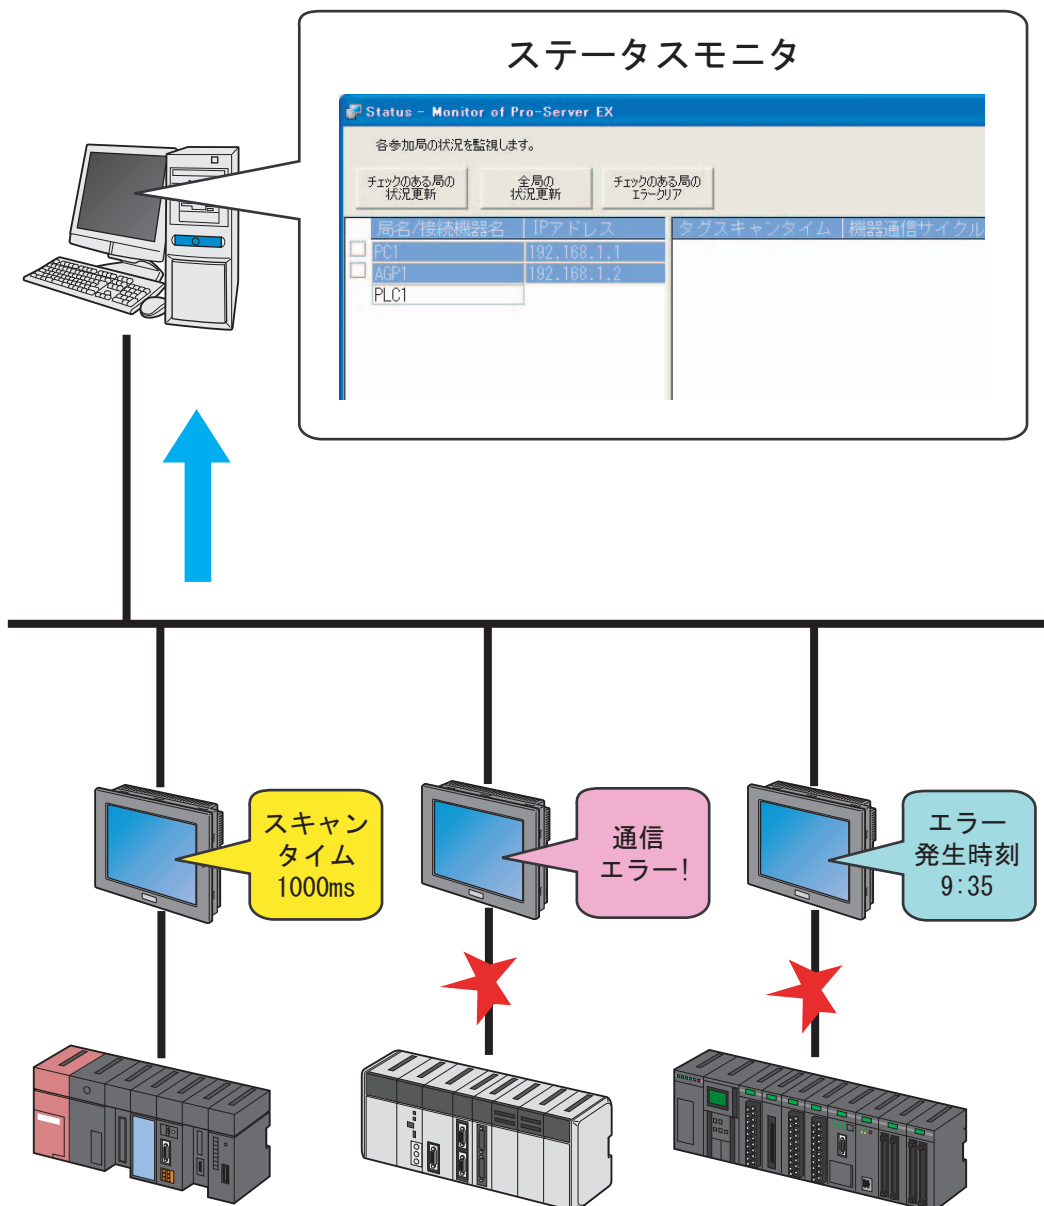 ステータスモニタ
Status - Monitor of Pro-Server EX
各参加局の状況を監視します。
チェックのある局の
状況更新
全局の
状況更新
チェックのある局の
エラークリア
局名/接続機器名 IPアドレス タグスキャンタイム 機器通信サイクル
PC1 192.168.1.1
AGP1 192.168.1.2
PLC1
スキャン
タイム
1000ms
通信
エラー!
エラー
発生時刻
9:35